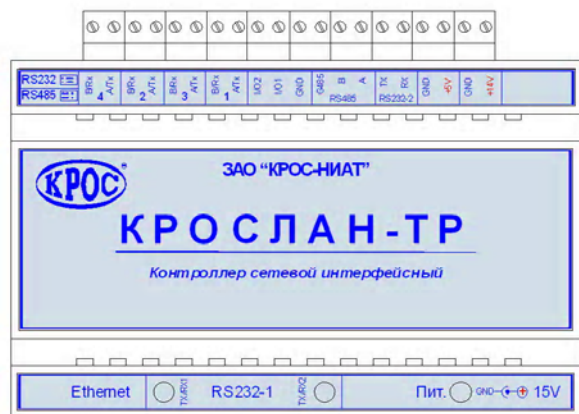 RS232
RS485
B/Rx A/Tx B/Rx A/Tx B/Rx A/Tx B/Rx A/Tx I/O2 I/O1 GND G485 B A TX RX GND +5V GND +14V
4 2 3 1 RS485 RS232-2
КРОС®
ЗАО "КРОС-НИАТ"
КРОСЛАН-ТР
Контроллер сетевой интерфейсный
Ethernet TX/RX1 RS232-1 TX/RX2 Пит. GND 15V